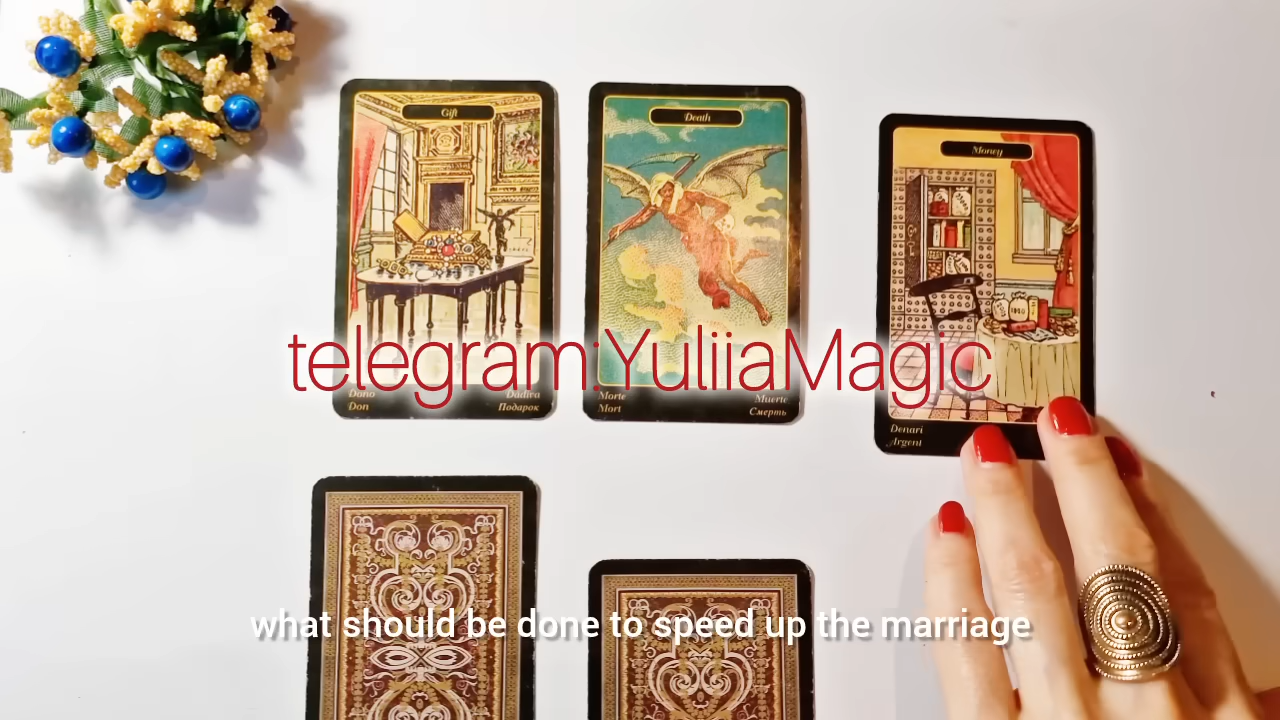 Gift
Death
Money
telegram:YuliiaMagic
Dono
Don
Dádiva
Подарок
Morte
Mort
Muerte
Смерть
Denari
Argent
what should be done to speed up the marriage